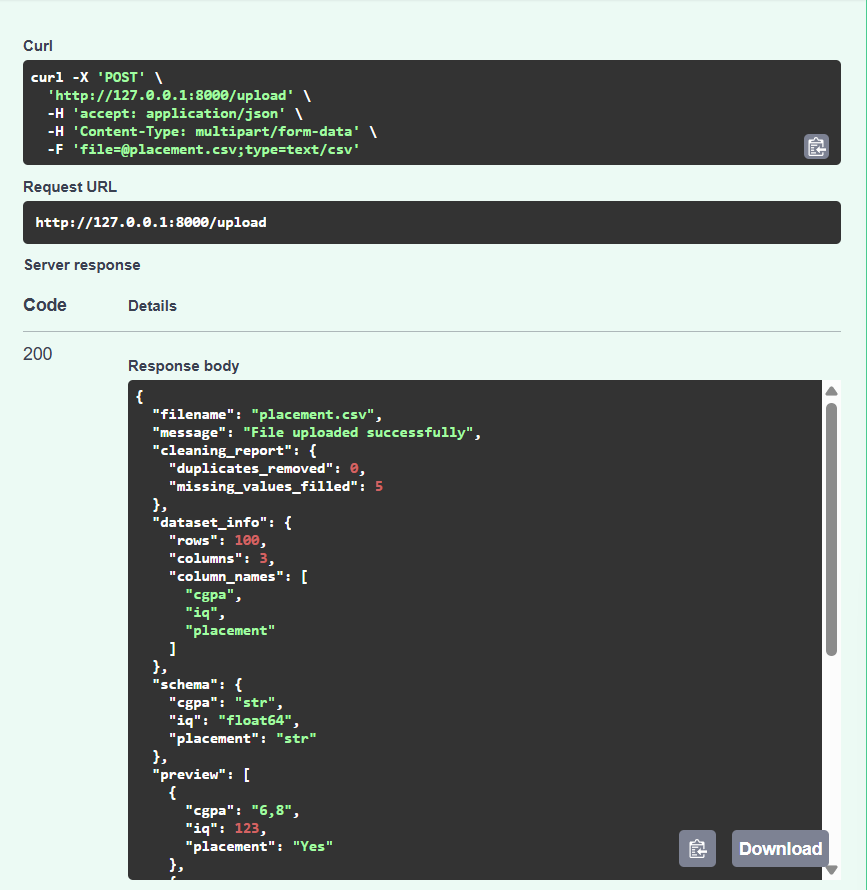 Curl
curl -X 'POST' \
  'http://127.0.0.1:8000/upload' \
  -H 'accept: application/json' \
  -H 'Content-Type: multipart/form-data' \
  -F 'file=@placement.csv;type=text/csv'
Request URL
http://127.0.0.1:8000/upload
Server response
Code Details
200
Response body
{
  "filename": "placement.csv",
  "message": "File uploaded successfully",
  "cleaning_report": {
    "duplicates_removed": 0,
    "missing_values_filled": 5
  },
  "dataset_info": {
    "rows": 100,
    "columns": 3,
    "column_names": [
      "cgpa",
      "iq",
      "placement"
    ]
  },
  "schema": {
    "cgpa": "str",
    "iq": "float64",
    "placement": "str"
  },
  "preview": [
    {
      "cgpa": "6,8",
      "iq": 123,
      "placement": "Yes"
    },
    {
Download